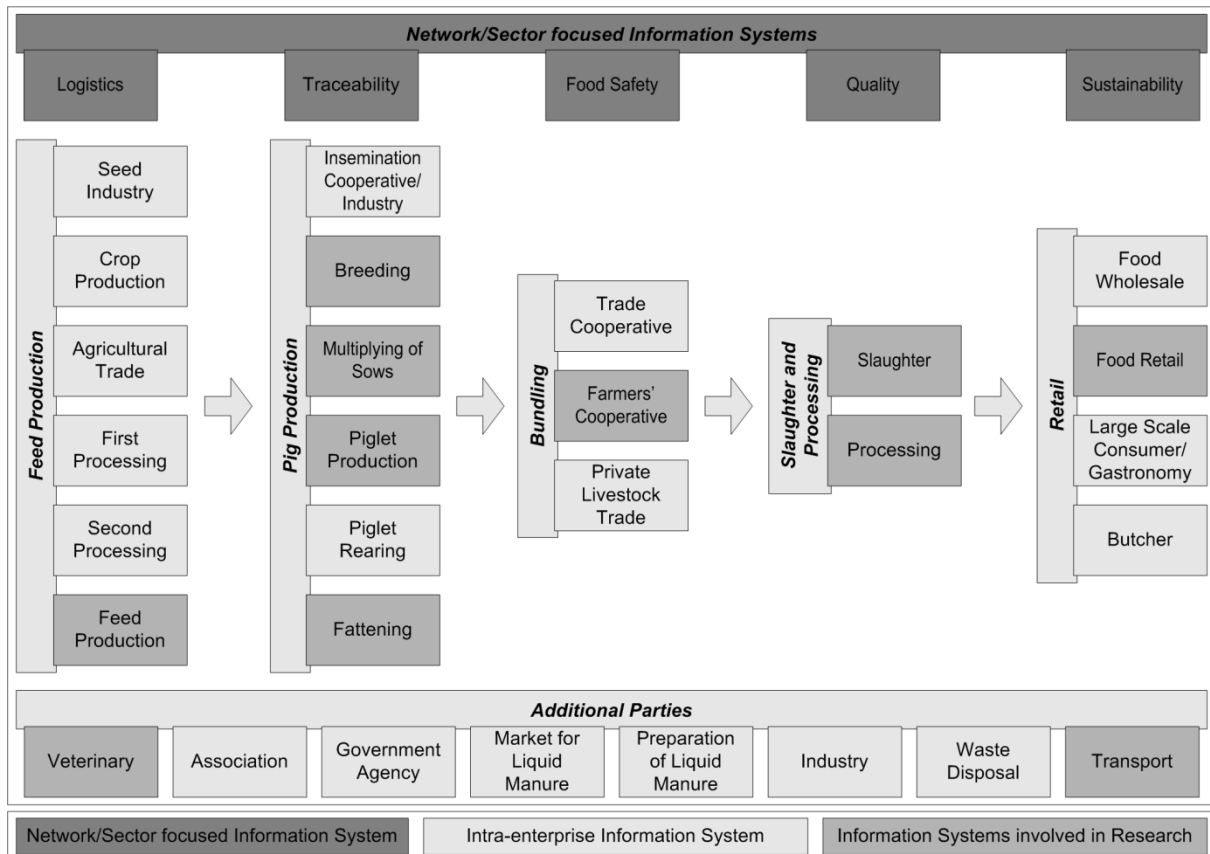 Network/Sector focused Information Systems
Logistics
Traceability
Food Safety
Quality
Sustainability
Feed Production
Seed
Industry
Crop
Production
Agricultural
Trade
First
Processing
Second
Processing
Feed
Production
Pig Production
Insemination
Cooperative/
Industry
Breeding
Multiplying of
Sows
Piglet
Production
Piglet
Rearing
Fattening
Bundling
Trade
Cooperative
Farmers'
Cooperative
Private
Livestock
Trade
Slaughter and
Processing
Slaughter
Processing
Retail
Food
Wholesale
Food Retail
Large Scale
Consumer/
Gastronomy
Butcher
Additional Parties
Veterinary
Association
Government
Agency
Market for
Liquid
Manure
Preparation
of Liquid
Manure
Industry
Waste
Disposal
Transport
Network/Sector focused Information System
Intra-enterprise Information System
Information Systems involved in Research